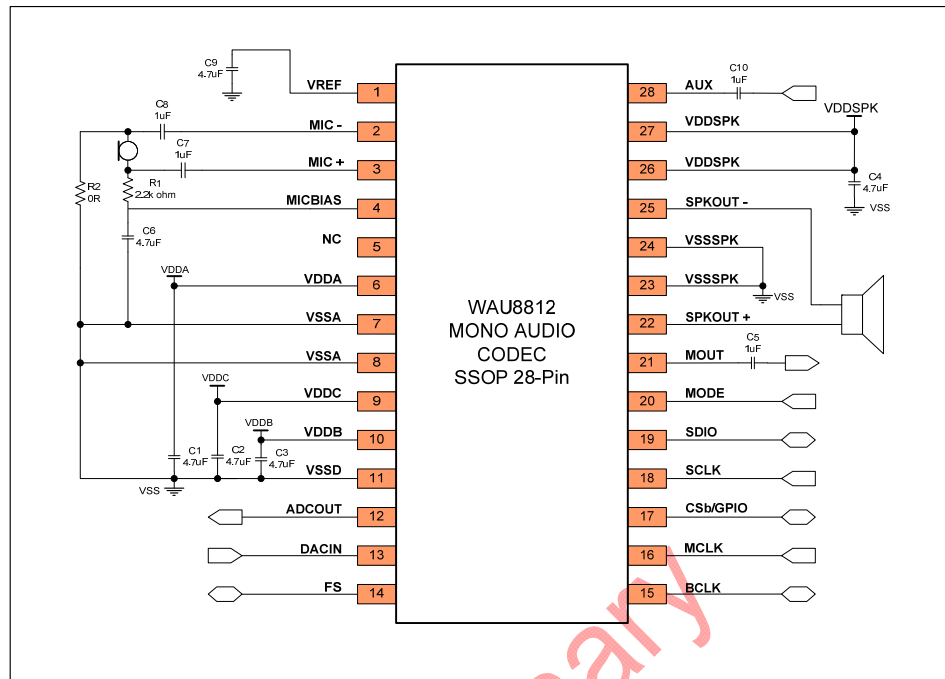 C9
4.7uF
VREF
1
C8
1uF
MIC -
2
C7
1uF
MIC +
3
R2
0R
R1
2.2k ohm
MICBIAS
4
C6
4.7uF
NC
5
VDDA
VDDA
6
VSSA
7
VSSA
8
VDDC
VDDC
9
VDDB
VDDB
10
C1
4.7uF
C2
4.7uF
C3
4.7uF
VSSD
11
VSS
ADCOUT
12
DACIN
13
FS
14
WAU8812
MONO AUDIO
CODEC
SSOP 28-Pin
28
AUX
C10
1uF
VDDSPK
27
VDDSPK
26
VDDSPK
C4
4.7uF
VSS
25
SPKOUT -
24
VSSSPK
23
VSSSPK
VSS
22
SPKOUT +
21
MOUT
C5
1uF
20
MODE
19
SDIO
18
SCLK
17
CSb/GPIO
16
MCLK
15
BCLK